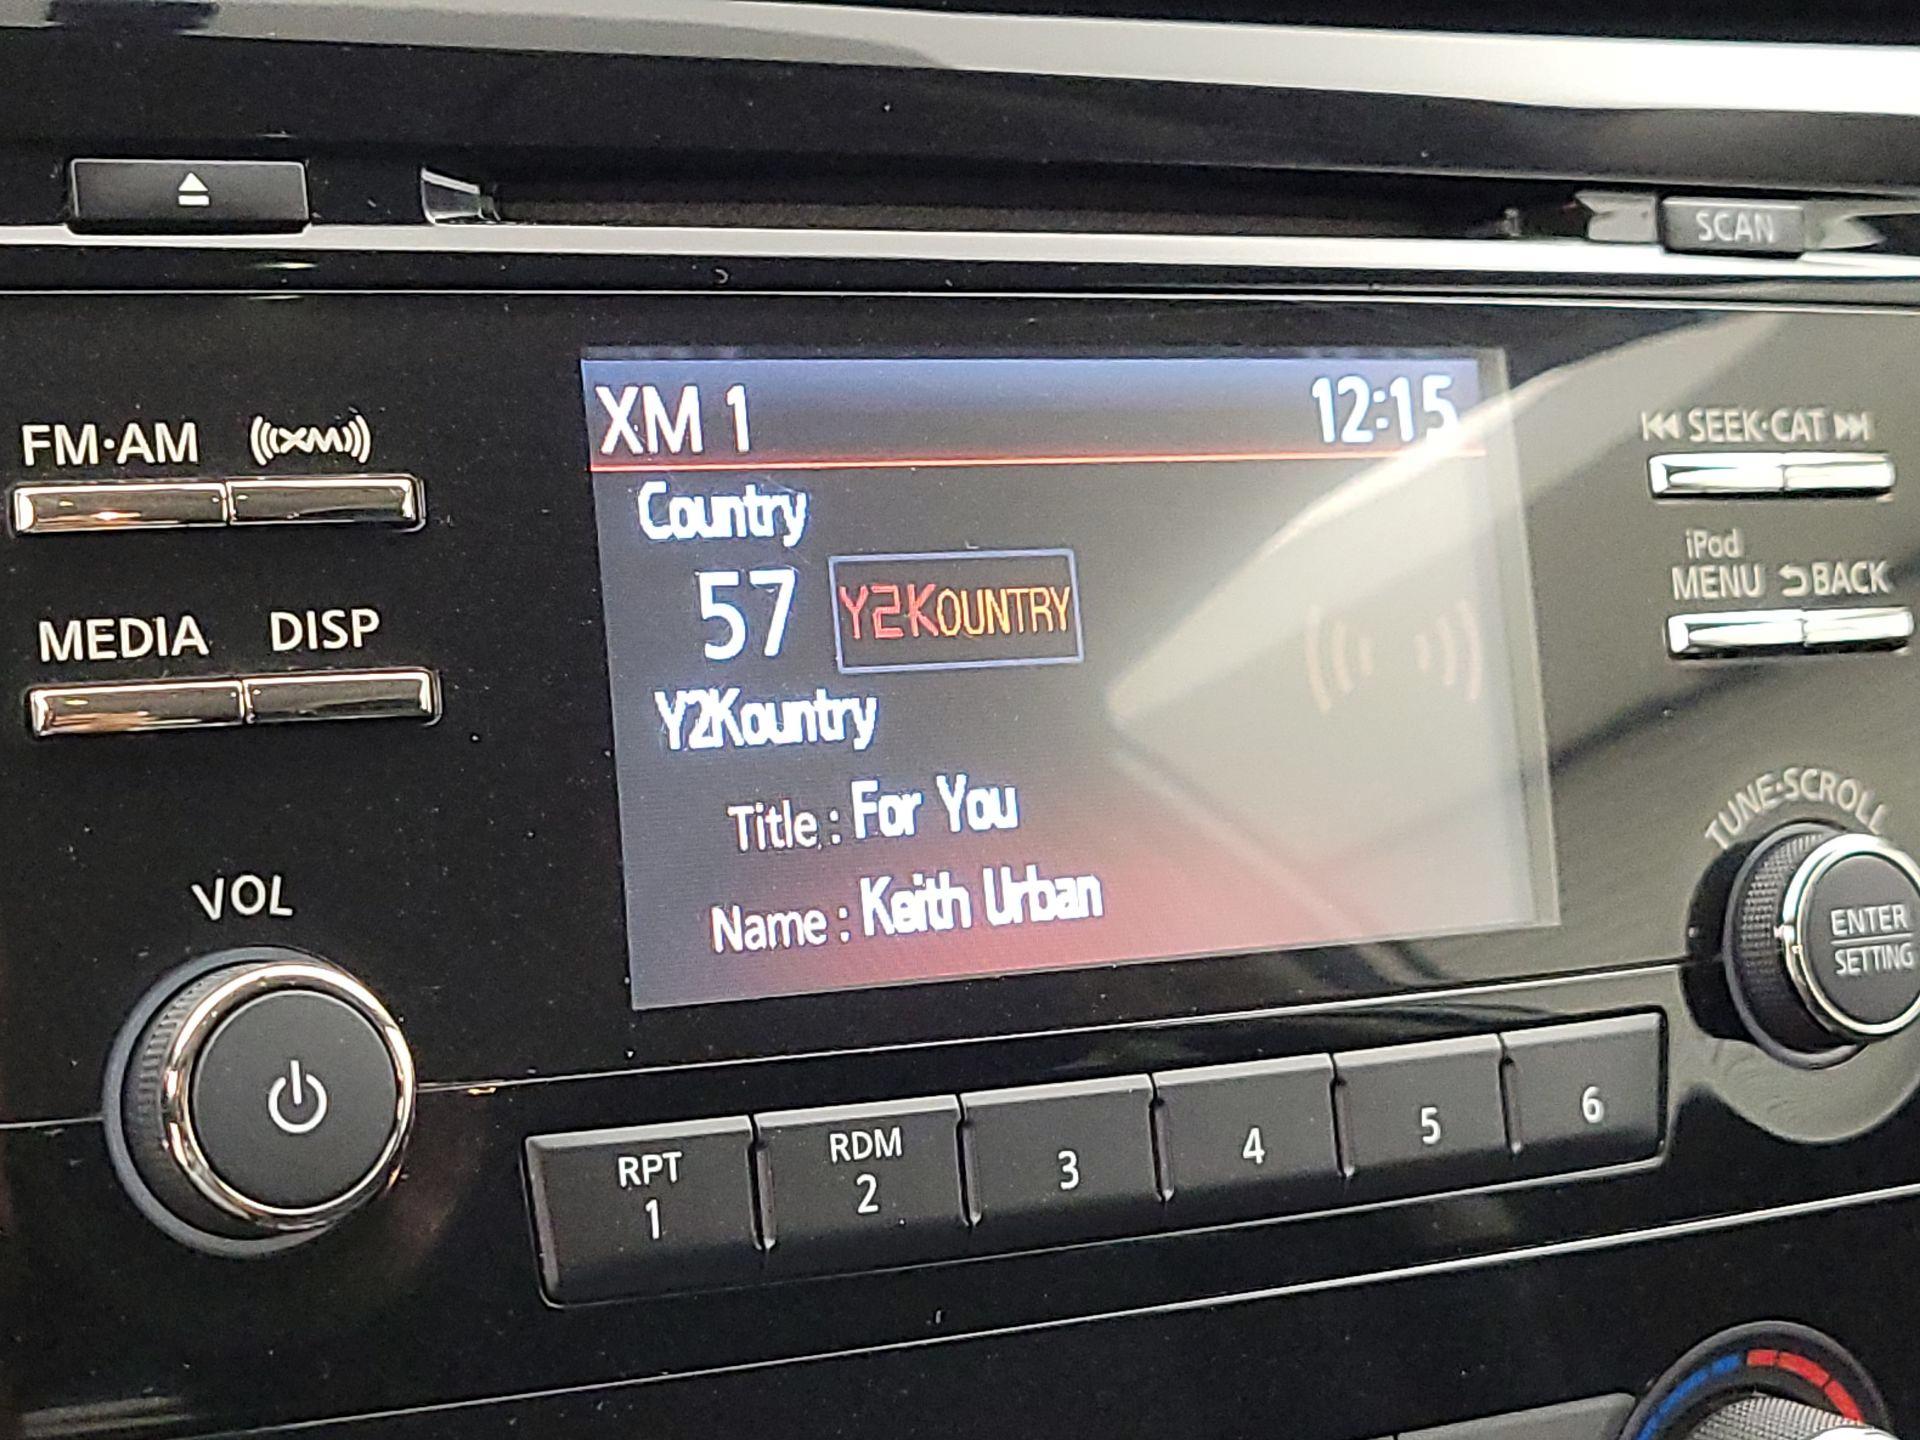 SCAN
XM 1 12:15
FM·AM XM
SEEK·CAT
Country
57 Y2KOUNTRY
iPod
MENU BACK
MEDIA DISP
Y2Kountry
Title : For You
TUNE·SCROLL
VOL
Name : Keith Urban
ENTER
SETTING
RPT
1
RDM
2
3
4
5
6